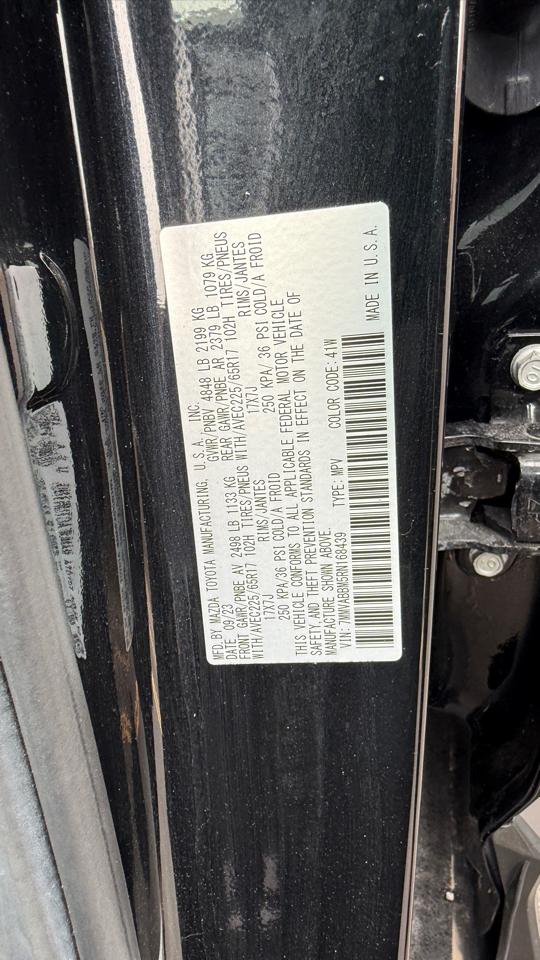 MFD. BY MAZDA TOYOTA MANUFACTURING, U.S.A., INC.
DATE 09/23 GVWR/PNBV 4848 LB 2199 KG
FRONT GAWR/PNBE AV 2498 LB 1133 KG REAR GAWR PNBE AR 2379 LB 1079 KG
WITH/AVEC225/65R17 102H TIRES/PNEUS WITH/AVEC225/65R17 102H TIRES/PNEUS
17X7J RIMS/JANTES 17X7J RIMS/JANTES
250 KPA/36 PSI COLD/A FROID 250 KPA/36 PSI COLD/A FROID
THIS VEHICLE CONFORMS TO ALL APPLICABLE FEDERAL MOTOR VEHICLE
SAFETY, AND THEFT PREVENTION STANDARDS IN EFFECT ON THE DATE OF
MANUFACTURE SHOWN ABOVE.
VIN: 7MMVABBM5RN168439 TYPE: MPV COLOR CODE: 41W
MADE IN U.S.A.